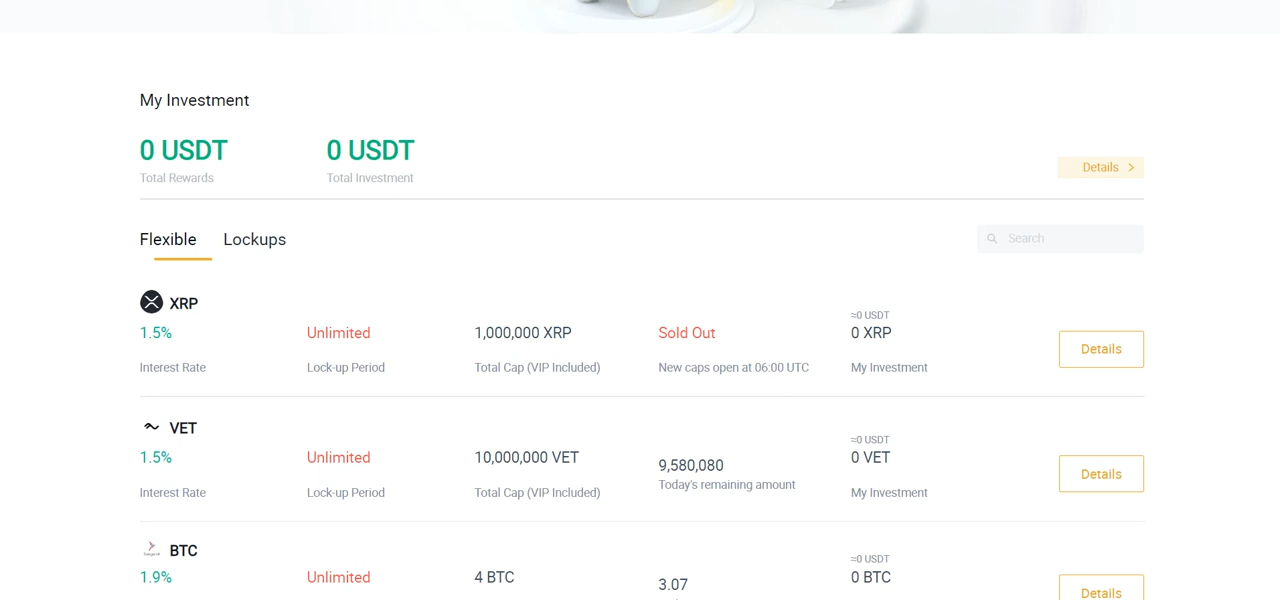 My Investment
0 USDT 0 USDT
Total Rewards Total Investment Details
Flexible Lockups Search
XRP
≈0 USDT
1.5% Unlimited 1,000,000 XRP Sold Out 0 XRP
Details
Interest Rate Lock-up Period Total Cap (VIP Included) New caps open at 06:00 UTC My Investment
VET
≈0 USDT
1.5% Unlimited 10,000,000 VET 9,580,080 0 VET
Details
Interest Rate Lock-up Period Total Cap (VIP Included) Today's remaining amount My Investment
BTC
≈0 USDT
1.9% Unlimited 4 BTC 3.07 0 BTC
Details